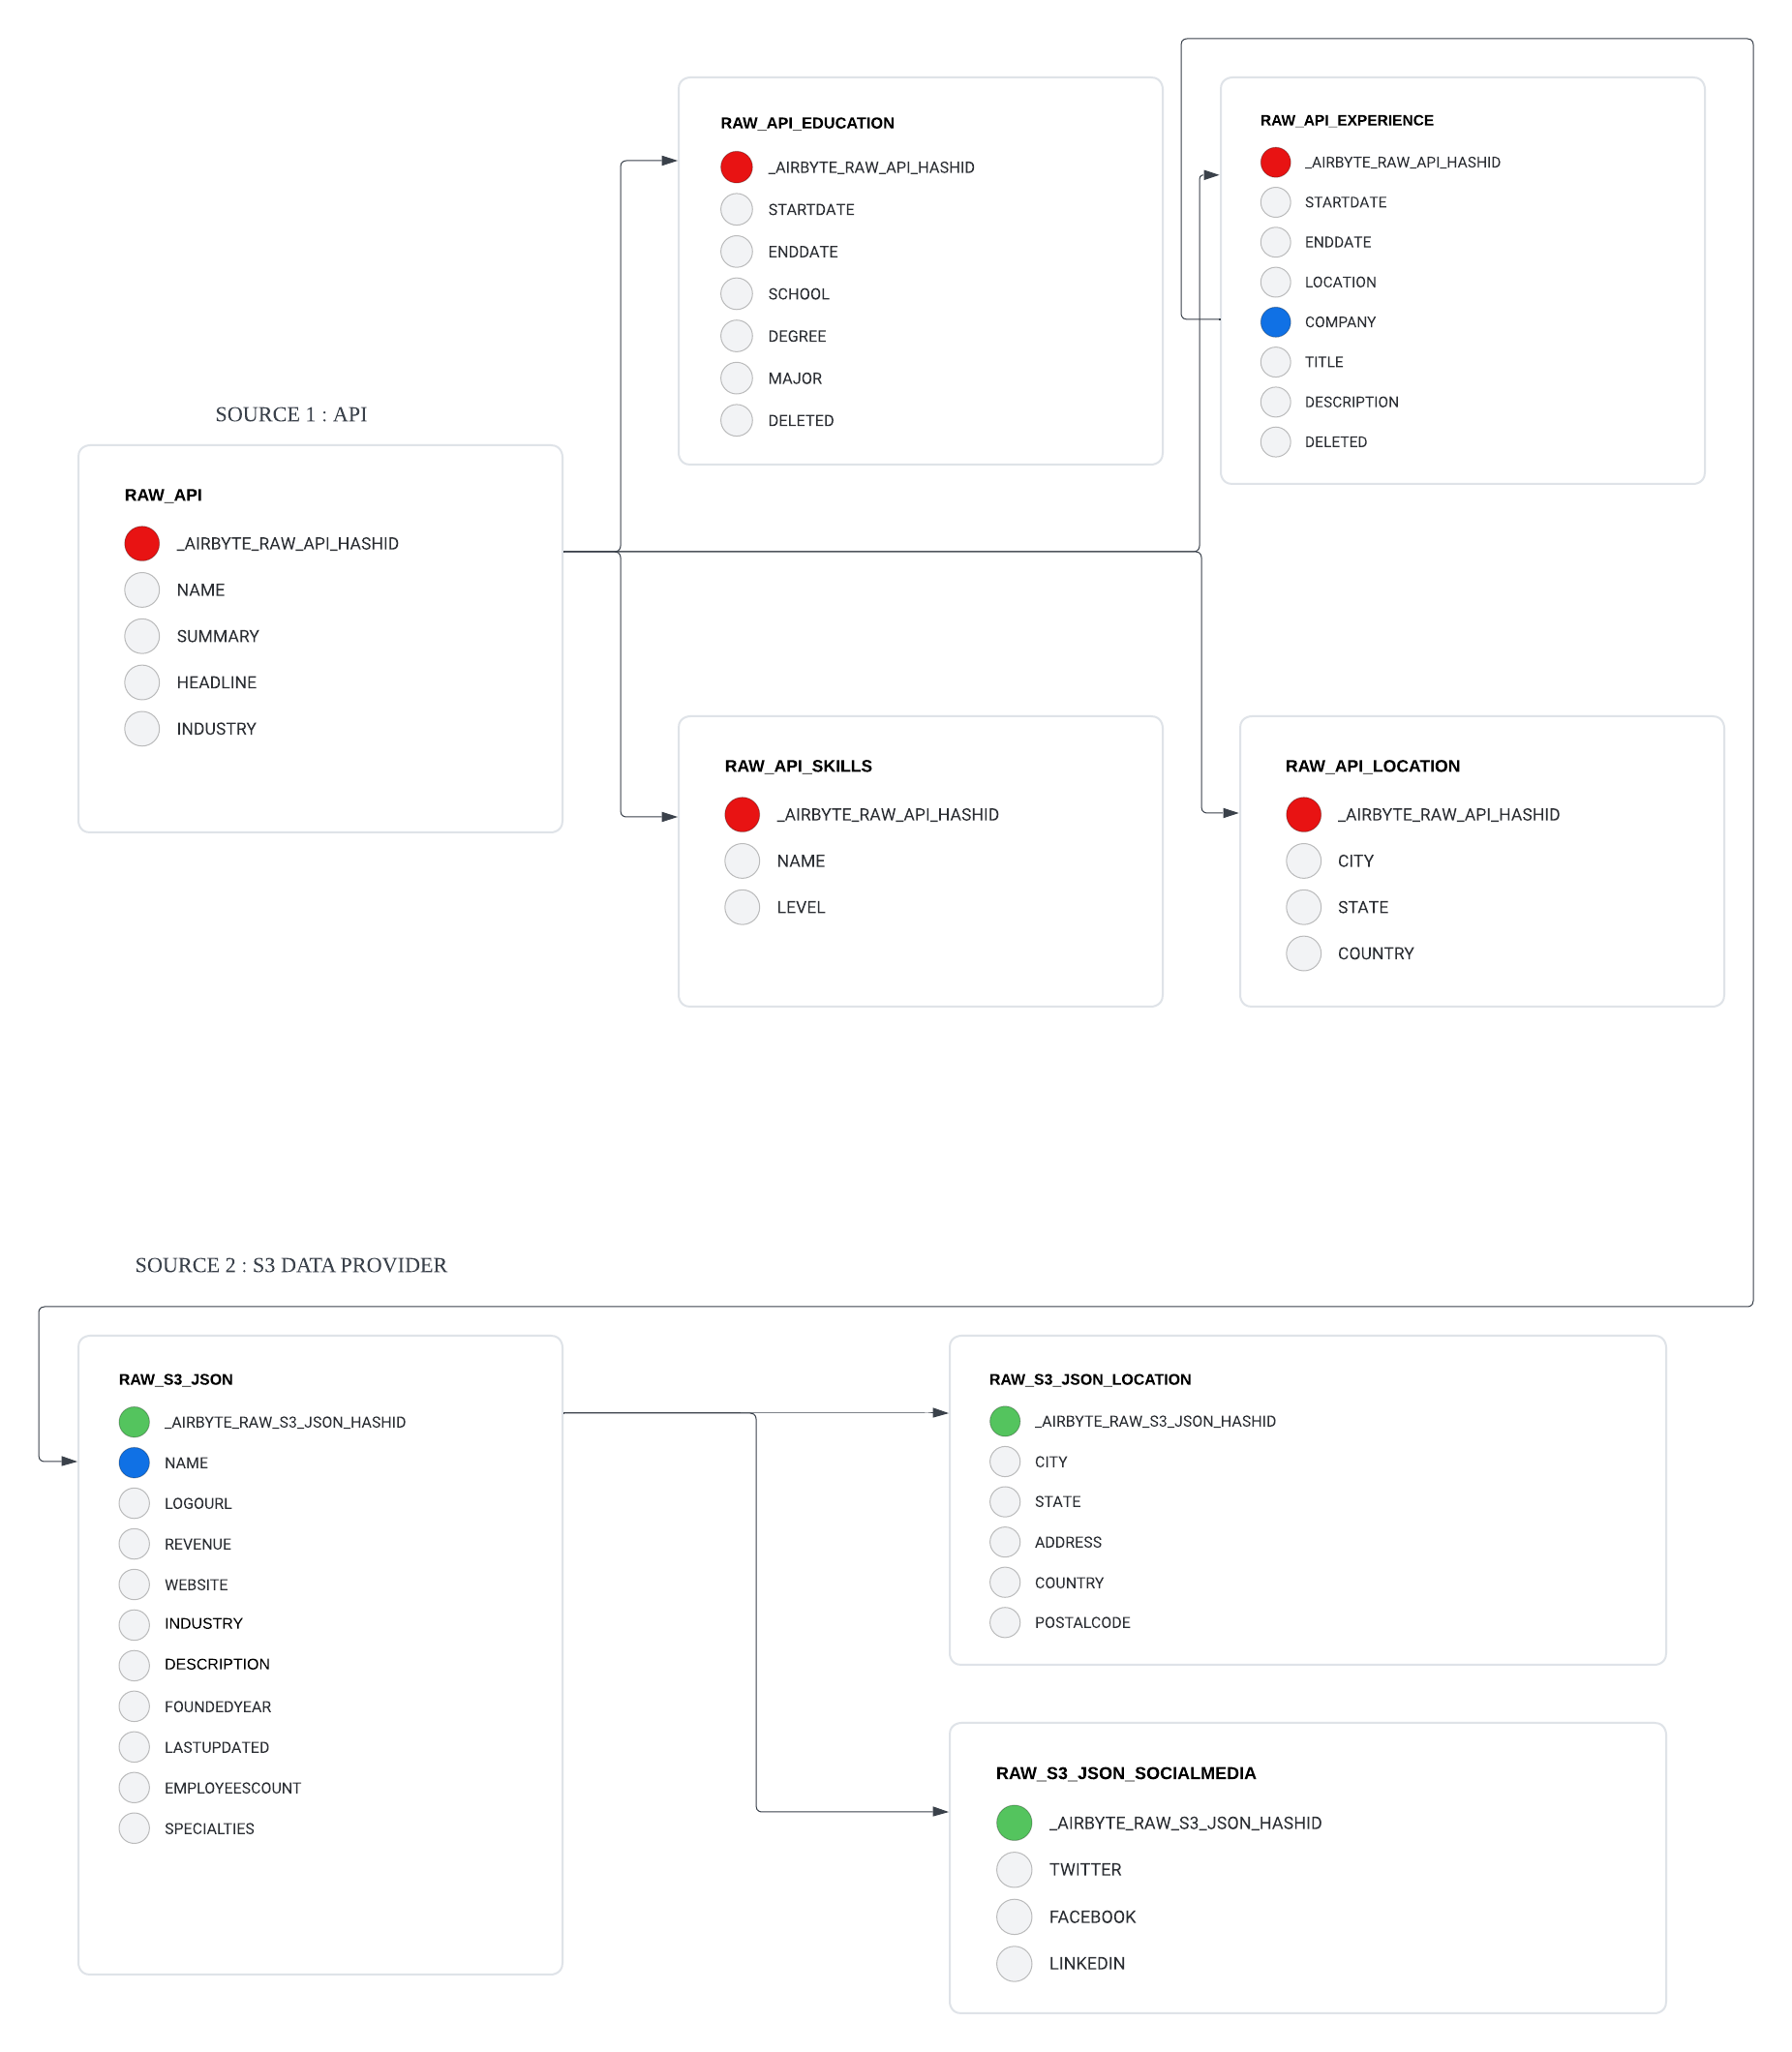 RAW_API_EDUCATION
_AIRBYTE_RAW_API_HASHID
STARTDATE
ENDDATE
SCHOOL
DEGREE
MAJOR
DELETED
RAW_API_EXPERIENCE
_AIRBYTE_RAW_API_HASHID
STARTDATE
ENDDATE
LOCATION
COMPANY
TITLE
DESCRIPTION
DELETED
SOURCE 1 : API
RAW_API
_AIRBYTE_RAW_API_HASHID
NAME
SUMMARY
HEADLINE
INDUSTRY
RAW_API_SKILLS
_AIRBYTE_RAW_API_HASHID
NAME
LEVEL
RAW_API_LOCATION
_AIRBYTE_RAW_API_HASHID
CITY
STATE
COUNTRY
SOURCE 2 : S3 DATA PROVIDER
RAW_S3_JSON
_AIRBYTE_RAW_S3_JSON_HASHID
NAME
LOGOURL
REVENUE
WEBSITE
INDUSTRY
DESCRIPTION
FOUNDEDYEAR
LASTUPDATED
EMPLOYEESCOUNT
SPECIALTIES
RAW_S3_JSON_LOCATION
_AIRBYTE_RAW_S3_JSON_HASHID
CITY
STATE
ADDRESS
COUNTRY
POSTALCODE
RAW_S3_JSON_SOCIALMEDIA
_AIRBYTE_RAW_S3_JSON_HASHID
TWITTER
FACEBOOK
LINKEDIN